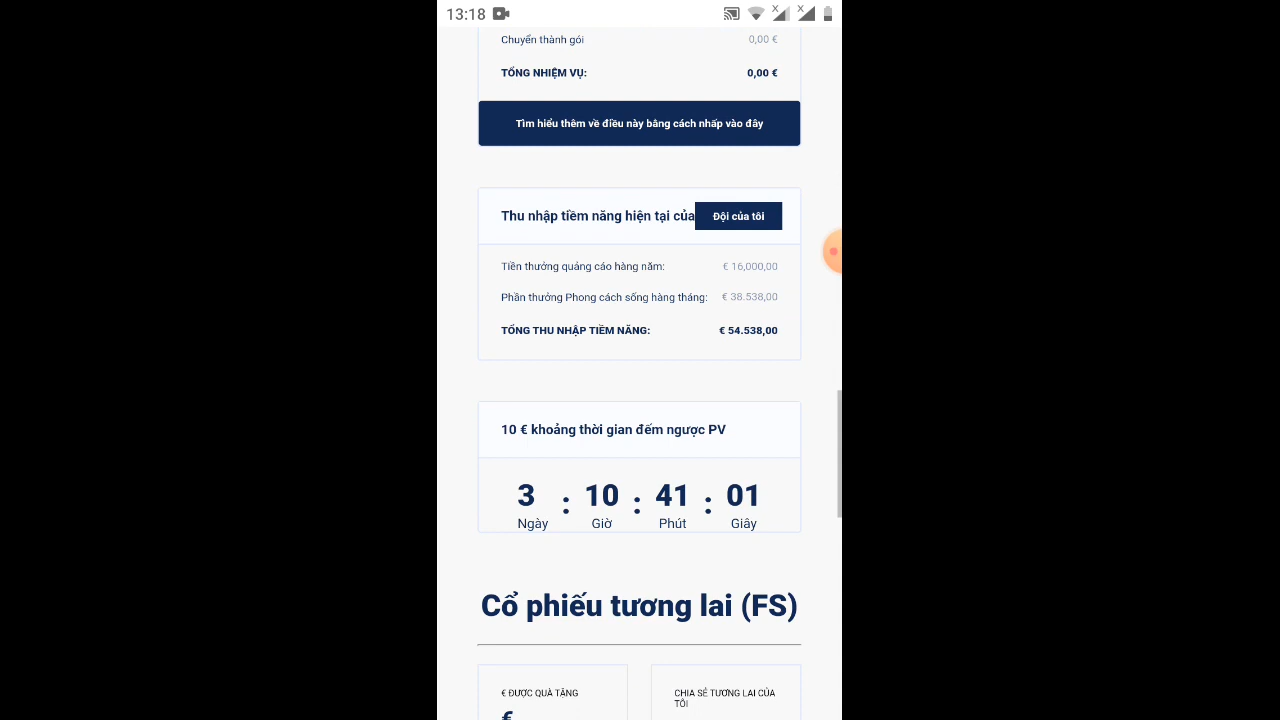 13:18
Chuyển thành gói 0,00 €
TỔNG NHIỆM VỤ: 0,00 €
Tìm hiểu thêm về điều này bằng cách nhấp vào đây
Thu nhập tiềm năng hiện tại của Đội của tôi
Tiền thưởng quảng cáo hàng năm: € 16,000,00
Phần thưởng Phong cách sống hàng tháng: € 38.538,00
TỔNG THU NHẬP TIỀM NĂNG: € 54.538,00
10 € khoảng thời gian đếm ngược PV
3 : 10 : 41 : 01
Ngày Giờ Phút Giây
Cổ phiếu tương lai (FS)
€ ĐƯỢC QUÀ TẶNG
€
CHIA SẺ TƯƠNG LAI CỦA
TÔI